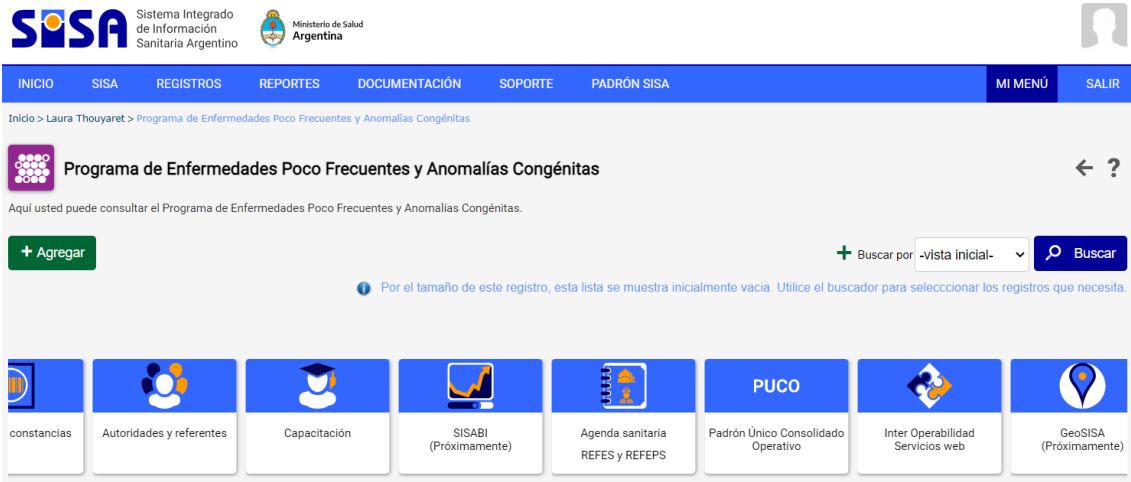 SISA
Sistema Integrado
de Información
Sanitaria Argentino
Ministerio de Salud
Argentina
INICIO SISA REGISTROS REPORTES DOCUMENTACIÓN SOPORTE PADRÓN SISA MI MENÚ SALIR
Inicio > Laura Thouyaret > Programa de Enfermedades Poco Frecuentes y Anomalías Congénitas
Programa de Enfermedades Poco Frecuentes y Anomalías Congénitas
?
Aquí usted puede consultar el Programa de Enfermedades Poco Frecuentes y Anomalías Congénitas.
+ Agregar
+ Buscar por -vista inicial- Buscar
Por el tamaño de este registro, esta lista se muestra inicialmente vacia. Utilice el buscador para selecccionar los registros que necesita.
constancias
Autoridades y referentes
Capacitación
SISABI
(Próximamente)
Agenda sanitaria
REFES y REFEPS
PUCO
Padrón Único Consolidado
Operativo
Inter Operabilidad
Servicios web
GeoSISA
(Próximamente)